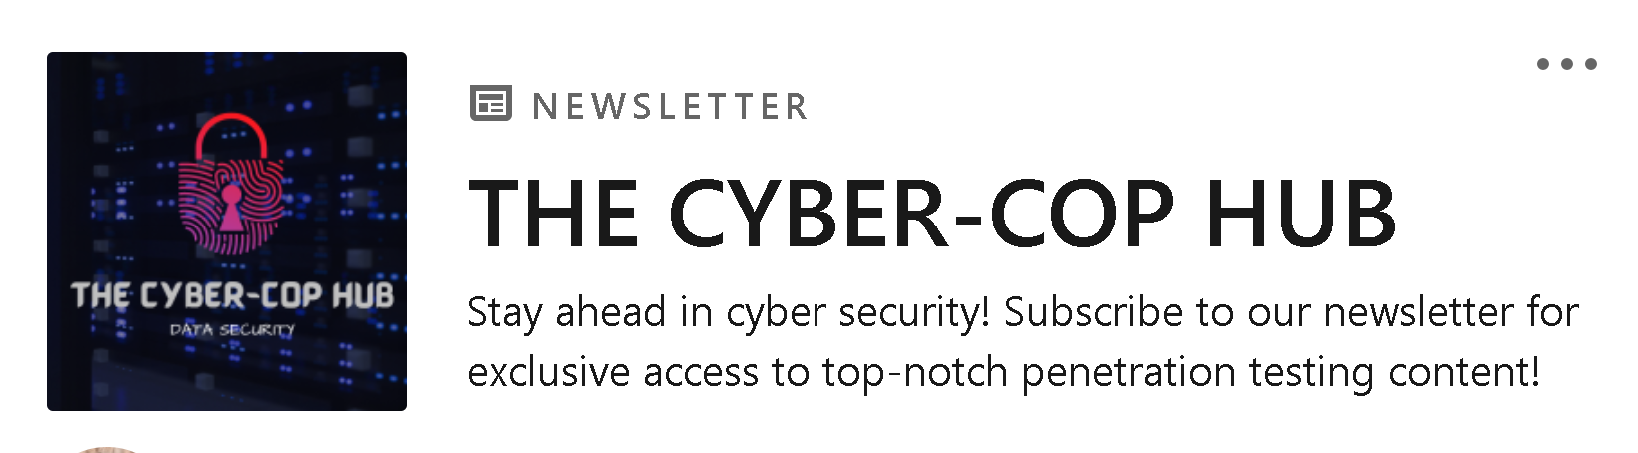 THE CYBER-COP HUB
DATA SECURITY
NEWSLETTER
THE CYBER-COP HUB
Stay ahead in cyber security! Subscribe to our newsletter for
exclusive access to top-notch penetration testing content!